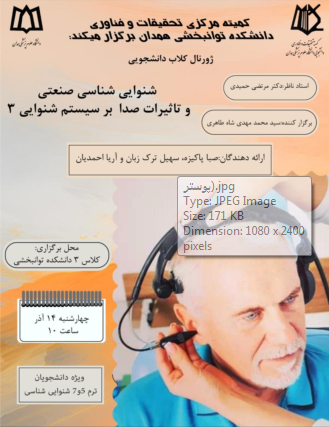 کمیته مرکزی تحقیقات و فناوری
دانشکده توانبخشی همدان برگزار میکند:
ژورنال کلاب دانشجویی
شنوایی شناسی صنعتی
و تاثیرات صدا بر سیستم شنوایی ۳
استاد ناظر:دکتر مرتضی حمیدی
برگزار کننده:سید محمد مهدی شاه طاهری
ارائه دهندگان:صبا پاکیزه، سهیل ترک زبان و آریا احمدیان
پوستر).jpg
Type: JPEG Image
Size: 171 KB
Dimension: 1080 x 2400
pixels
محل برگزاری:
کلاس ۳ دانشکده توانبخشی
چهارشنبه ۱۴ آذر
ساعت ۱۰
ویژه دانشجویان
ترم 5و7 شنوایی شناسی